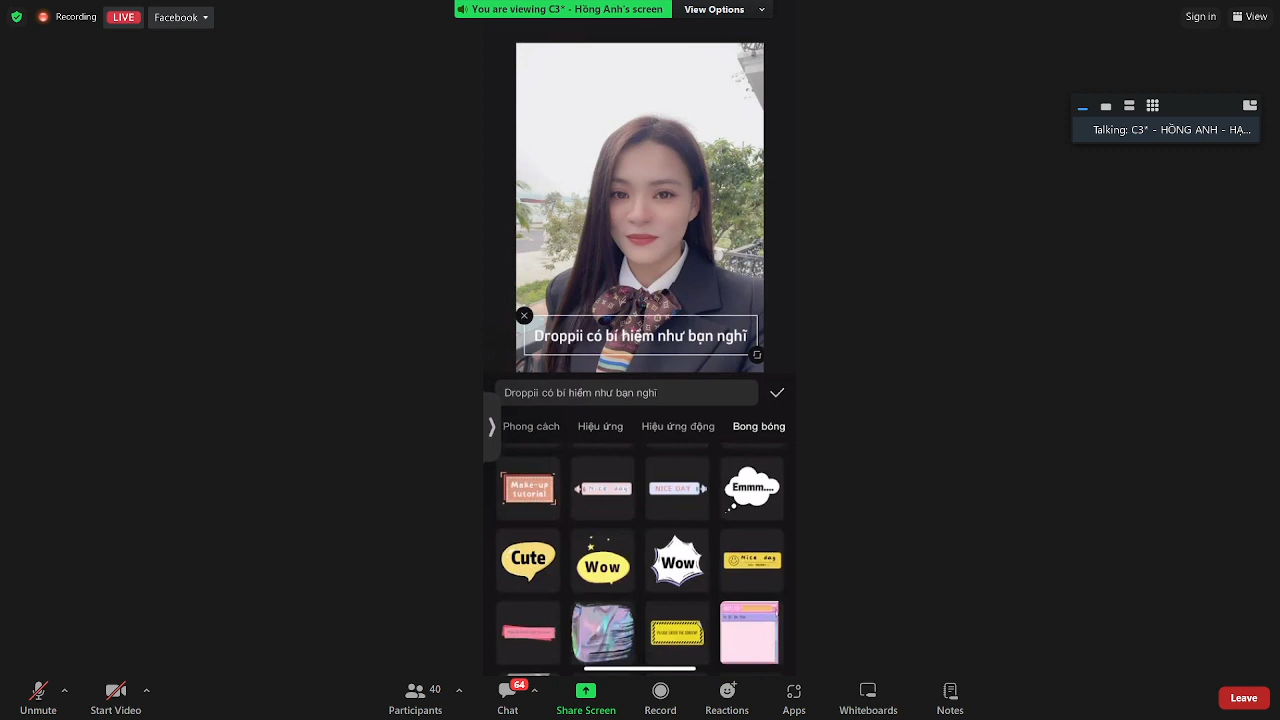 Recording
LIVE
Facebook
You are viewing C3* - Hồng Anh's screen
View Options
Sign in
View
Talking: C3* - HỒNG ANH - HẠ...
Droppii có bí hiểm như bạn nghĩ
Droppii có bí hiểm như bạn nghĩ
Phong cách
Hiệu ứng
Hiệu ứng động
Bong bóng
Make-up
tutorial
Nice day
NICE DAY
Emmm....
Cute
Wow
Wow
Nice day
Unmute
Start Video
Participants
40
Chat
64
Share Screen
Record
Reactions
Apps
Whiteboards
Notes
Leave